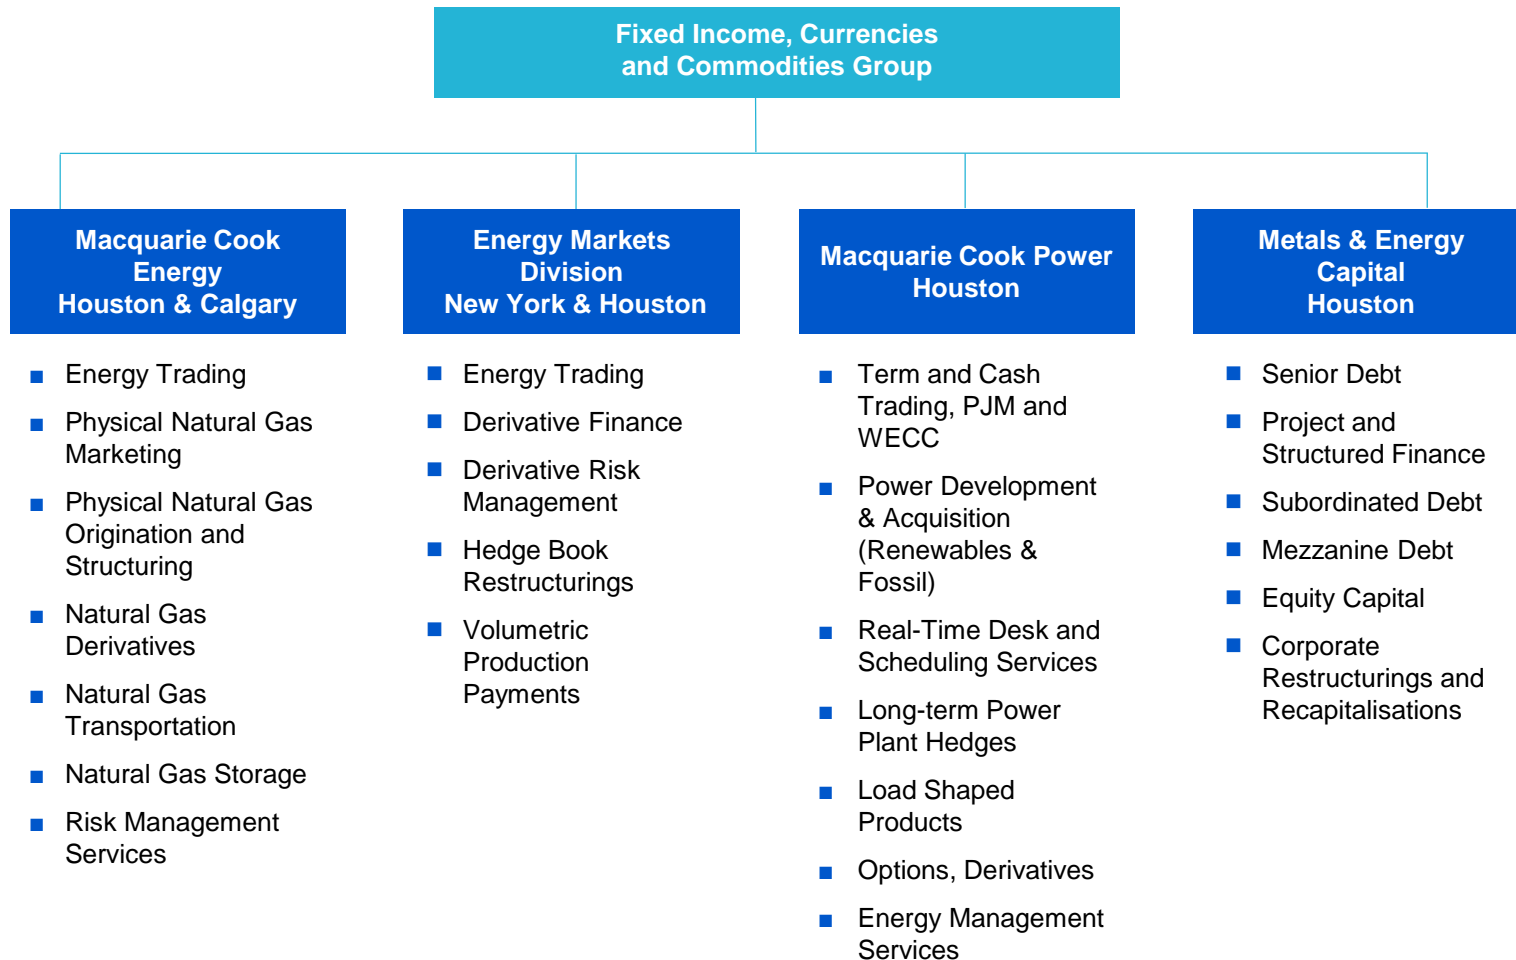 Fixed Income, Currencies
and Commodities Group
Macquarie Cook
Energy
Houston & Calgary
Energy Trading
Physical Natural Gas
Marketing
Physical Natural Gas
Origination and
Structuring
Natural Gas
Derivatives
Natural Gas
Transportation
Natural Gas Storage
Risk Management
Services
Energy Markets
Division
New York & Houston
Energy Trading
Derivative Finance
Derivative Risk
Management
Hedge Book
Restructurings
Volumetric
Production
Payments
Macquarie Cook Power
Houston
Term and Cash
Trading, PJM and
WECC
Power Development
& Acquisition
(Renewables &
Fossil)
Real-Time Desk and
Scheduling Services
Long-term Power
Plant Hedges
Load Shaped
Products
Options, Derivatives
Energy Management
Services
Metals & Energy
Capital
Houston
Senior Debt
Project and
Structured Finance
Subordinated Debt
Mezzanine Debt
Equity Capital
Corporate
Restructurings and
Recapitalisations